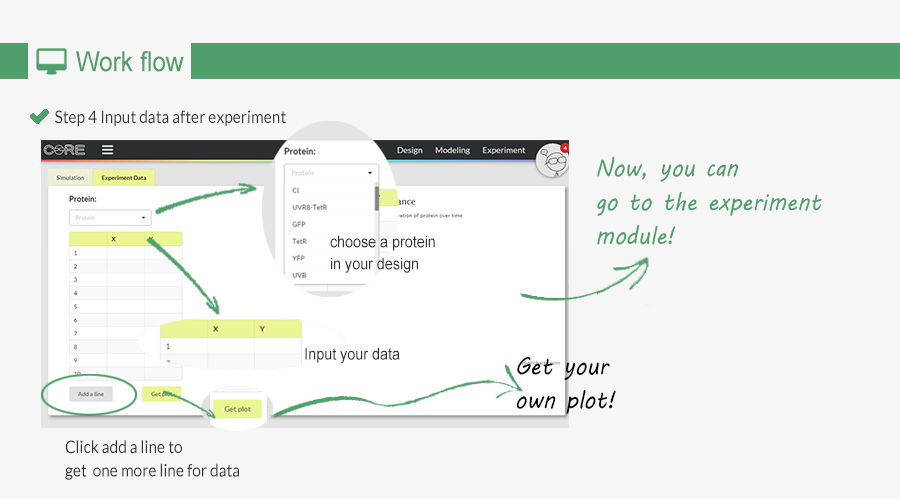 Work flow
Step 4 Input data after experiment
CORE
Design Modeling Experiment
4
Simulation Experiment Data
Protein:
Protein
X
1
2
3
4
5
6
7
8
9
10
Add a line
Get plot
Protein:
Protein
CI
UVR8-TetR
GFP
TetR
YFP
UVB
choose a protein
in your design
ration of protein over time
X Y
1
Input your data
Get plot
Now, you can
go to the experiment
module!
Get your
own plot!
Click add a line to
get one more line for data